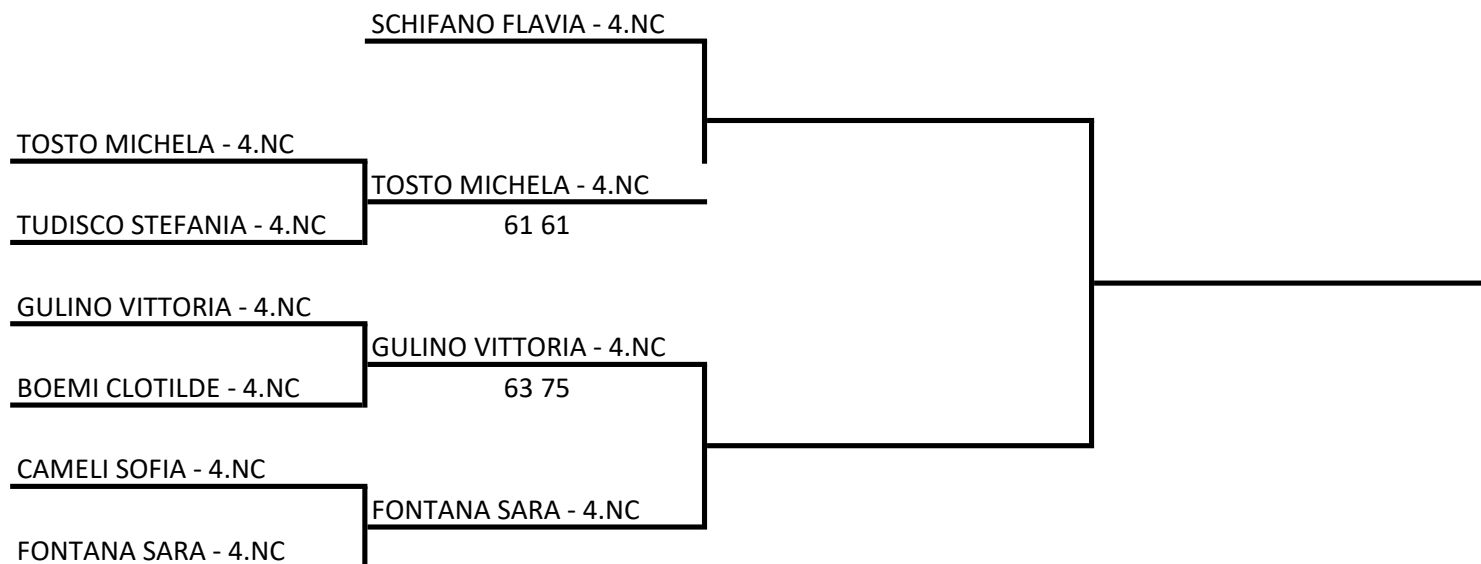 SCHIFANO FLAVIA - 4.NC
TOSTO MICHELA - 4.NC
TOSTO MICHELA - 4.NC
TUDISCO STEFANIA - 4.NC
61 61
GULINO VITTORIA - 4.NC
GULINO VITTORIA - 4.NC
BOEMI CLOTILDE - 4.NC
63 75
CAMELI SOFIA - 4.NC
FONTANA SARA - 4.NC
FONTANA SARA - 4.NC